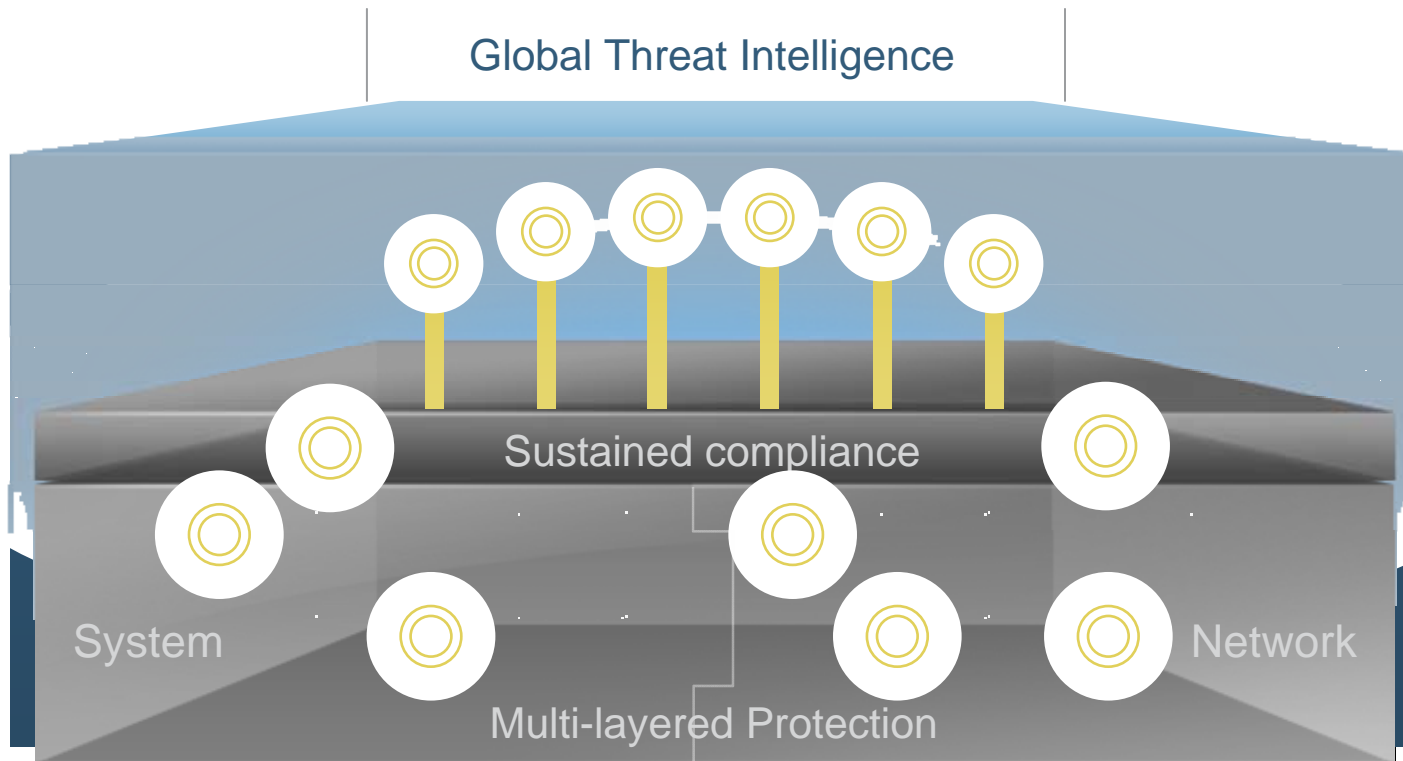 Global Threat Intelligence
Sustained compliance
System
Network
Multi-layered Protection